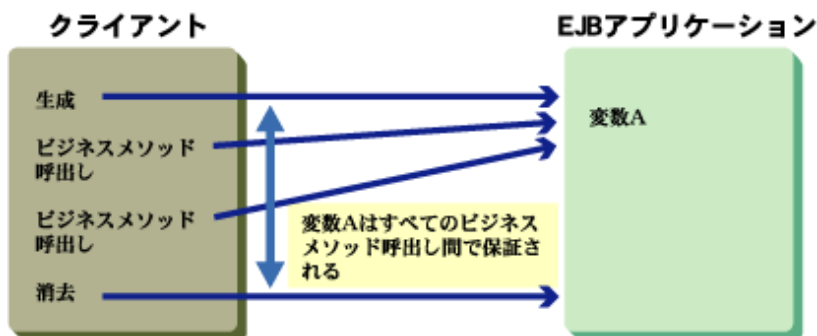 クライアント
EJBアプリケーション
生成
ビジネスメソッド
呼出し
ビジネスメソッド
呼出し
消去
変数A
変数Aはすべてのビジネス
メソッド呼出し間で保証さ
れる